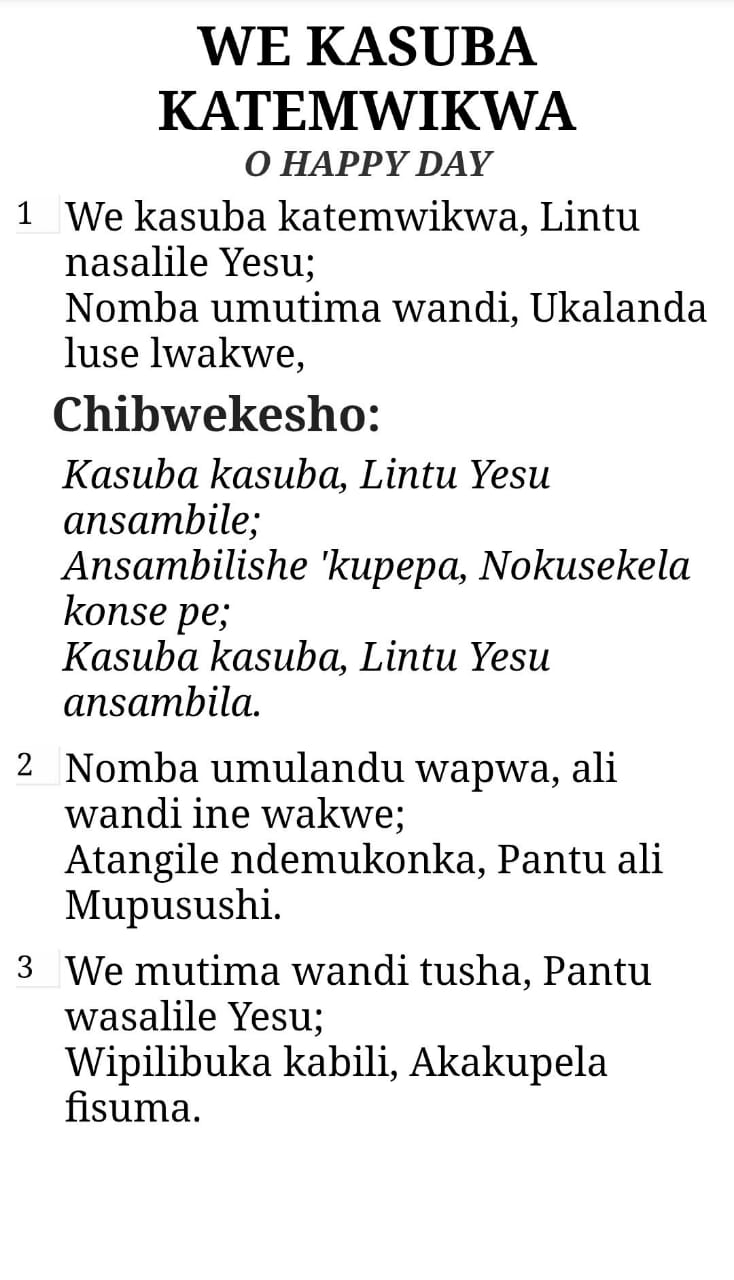 WE KASUBA
KATEMWIKWA
O HAPPY DAY
1 We kasuba katemwikwa, Lintu
nasalile Yesu;
Nomba umutima wandi, Ukalanda
luse lwakwe,
Chibwekesho:
Kasuba kasuba, Lintu Yesu
ansambile;
Ansambilishe 'kupepa, Nokusekela
konse pe;
Kasuba kasuba, Lintu Yesu
ansambila.
2 Nomba umulandu wapwa, ali
wandi ine wakwe;
Atangile ndemukonka, Pantu ali
Mupusushi.
3 We mutima wandi tusha, Pantu
wasalile Yesu;
Wipilibuka kabili, Akakupela
fisuma.